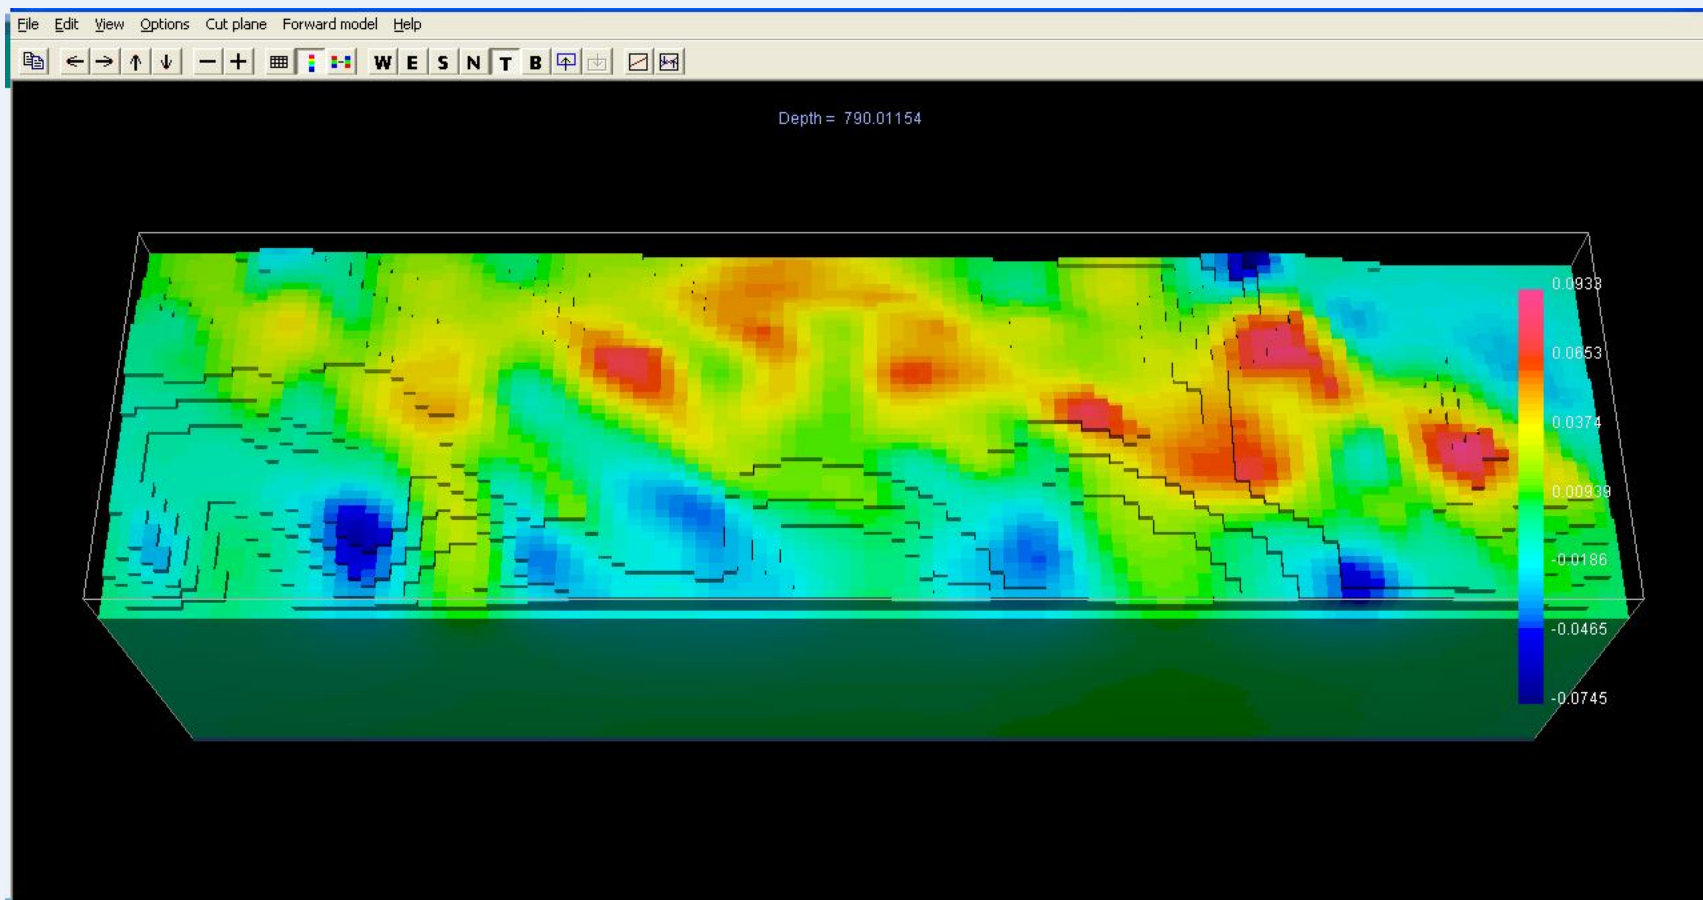 File Edit View Options Cut plane Forward model Help
W E S N T B
Depth = 790.01154
0.0933
0.0653
0.0374
0.00939
-0.0186
-0.0465
-0.0745